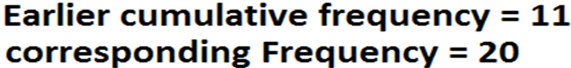 Earlier cumulative frequency = 11
corresponding Frequency = 20